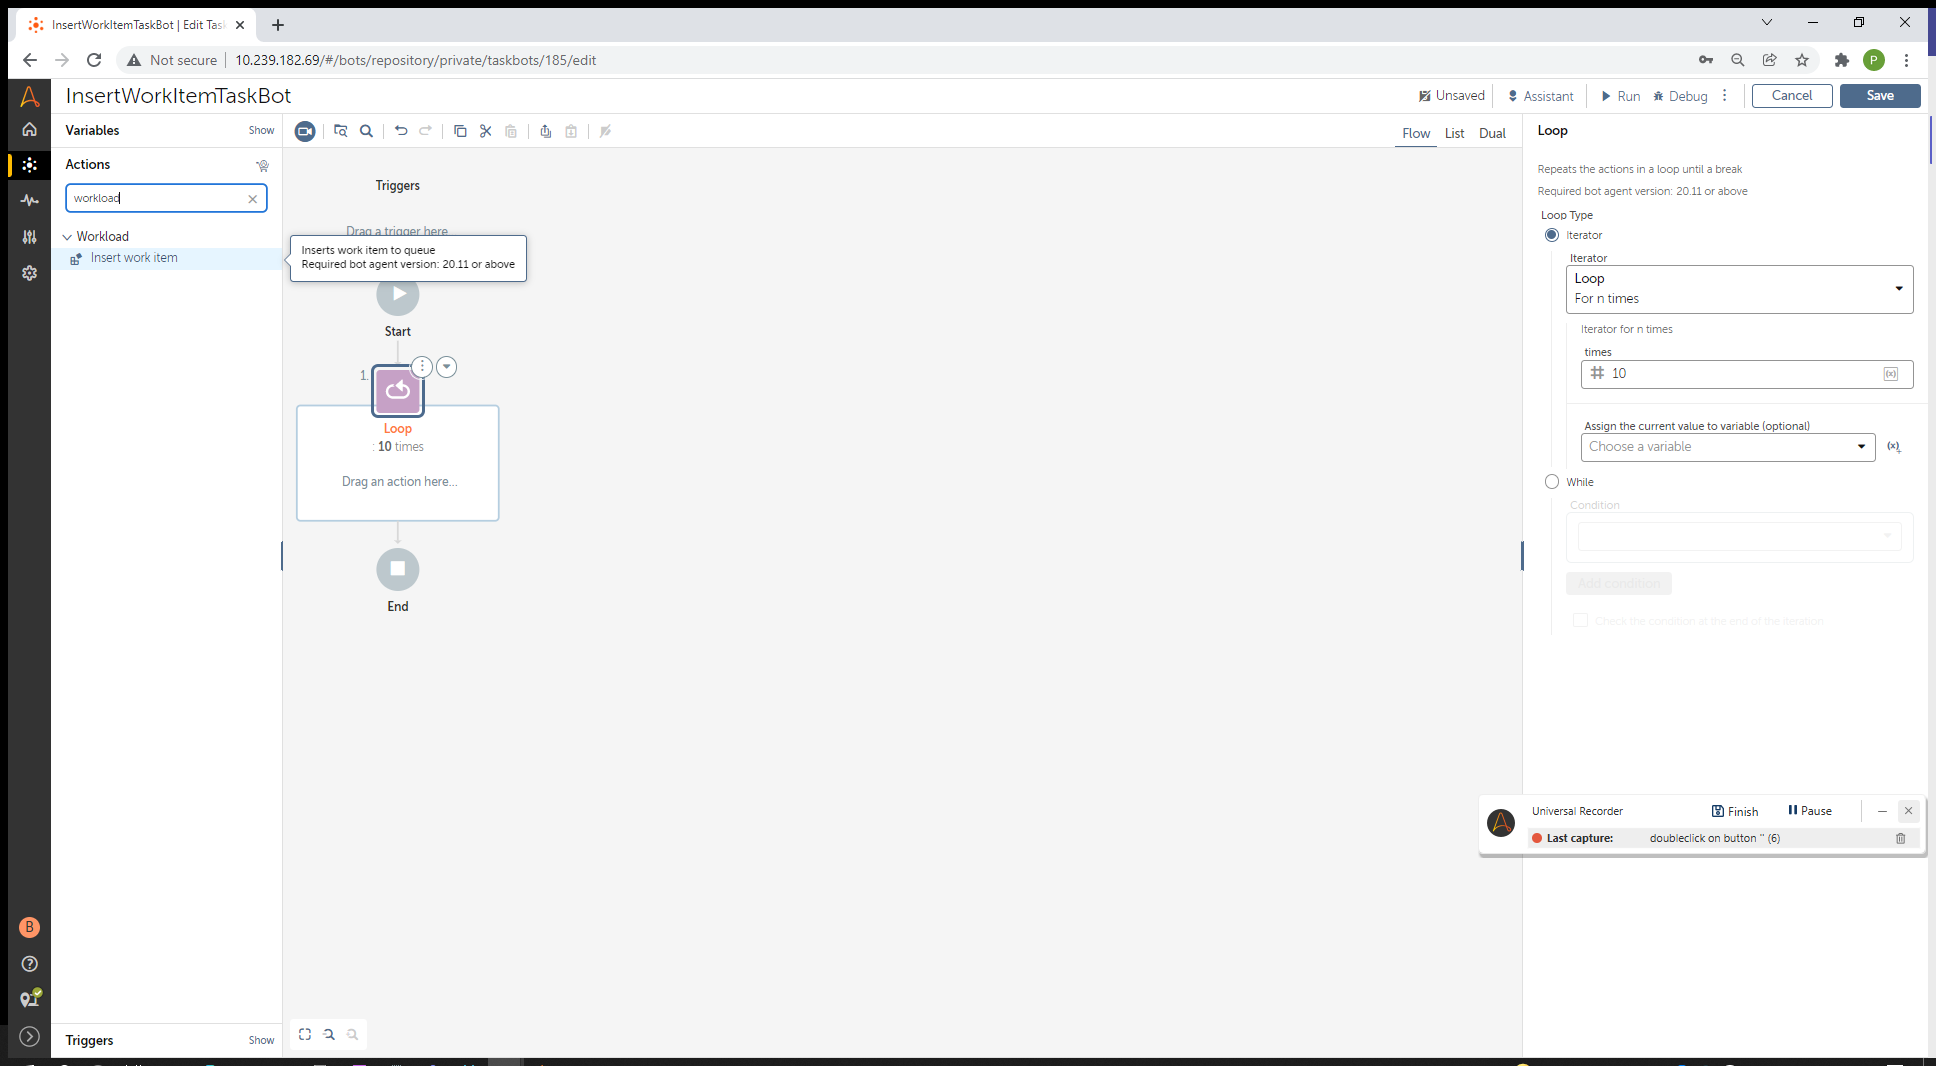 InsertWorkItemTaskBot | Edit Tas
Not secure
10.239.182.69/#/bots/repository/private/taskbots/185/edit
P
InsertWorkItemTaskBot
Unsaved
Assistant
Run
Debug
Cancel
Save
Variables
Show
Flow
List
Dual
Loop
Actions
workload
Workload
Insert work item
Triggers
Drag a trigger here
Inserts work item to queue
Required bot agent version: 20.11 or above
Start
1.
Loop
: 10 times
Drag an action here...
End
Repeats the actions in a loop until a break
Required bot agent version: 20.11 or above
Loop Type
Iterator
Iterator
Loop
For n times
Iterator for n times
times
10
(x)
Assign the current value to variable (optional)
Choose a variable
(x)
While
Condition
Add condition
Check the condition at the end of the iteration
Universal Recorder
Finish
Pause
Last capture:
doubleclick on button '' (6)
B
Triggers
Show